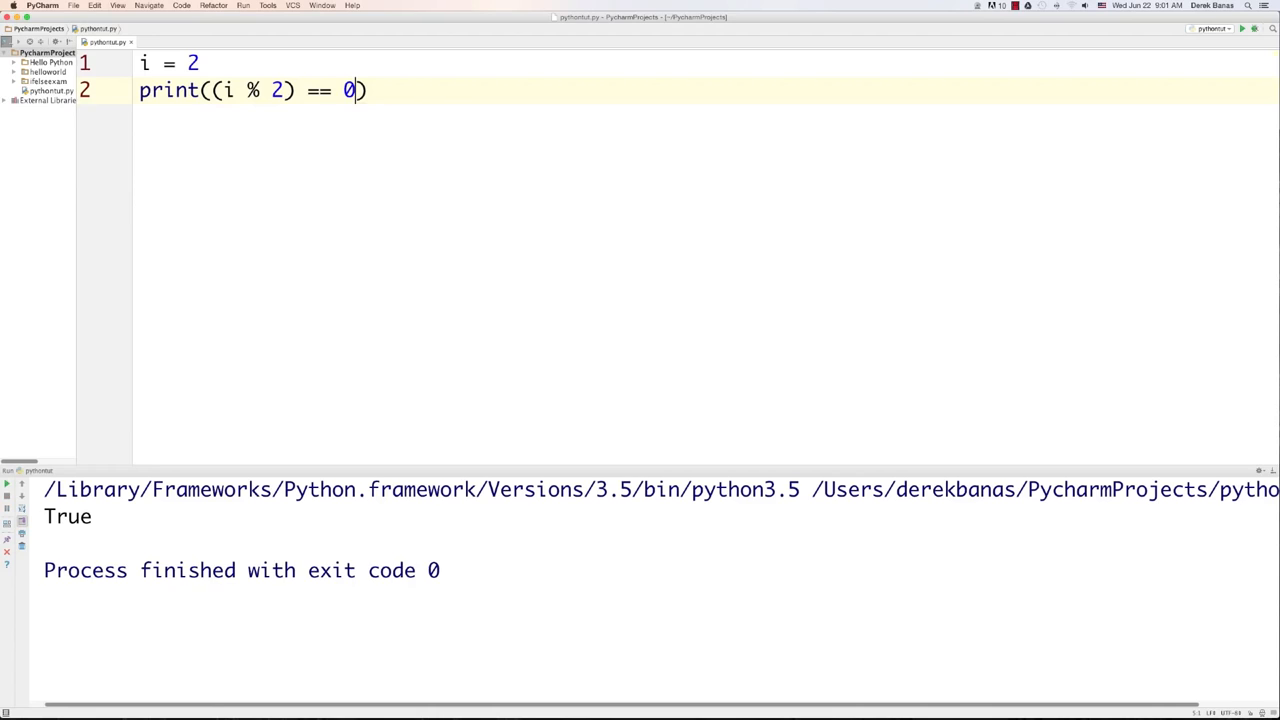 PyCharm File Edit View Navigate Code Refactor Run Tools VCS Window Help 10 Wed Jun 22 9:01 AM Derek Banas
pythontut.py - PycharmProjects - [~/PycharmProjects]
PycharmProjects pythontut.py pythontut
pythontut.py
PycharmProject
Hello Python
helloworld
ifelseexam
pythontut.py
External Librarie
1 i = 2
2 print((i % 2) == 0)
Run pythontut
/Library/Frameworks/Python.framework/Versions/3.5/bin/python3.5 /Users/derekbanas/PycharmProjects/pytho
True
Process finished with exit code 0
5:1 LF÷ UTF-8÷